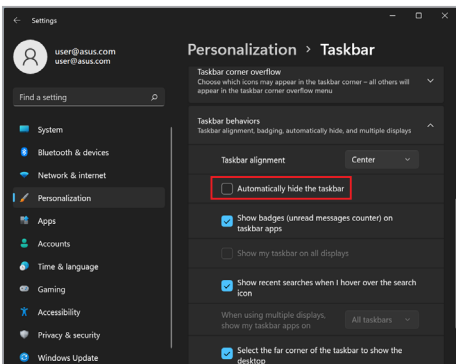 Settings
user@asus.com
user@asus.com
Find a setting
System
Bluetooth & devices
Network & internet
Personalization
Apps
Accounts
Time & language
Gaming
Accessibility
Privacy & security
Windows Update
Personalization > Taskbar
Taskbar corner overflow
Choose which icons may appear in the taskbar corner – all others will
appear in the taskbar corner overflow menu
Taskbar behaviors
Taskbar alignment, badging, automatically hide, and multiple displays
Taskbar alignment
Center
Automatically hide the taskbar
Show badges (unread messages counter) on
taskbar apps
Show my taskbar on all displays
Show recent searches when I hover over the search
icon
When using multiple displays,
show my taskbar apps on
All taskbars
Select the far corner of the taskbar to show the
desktop